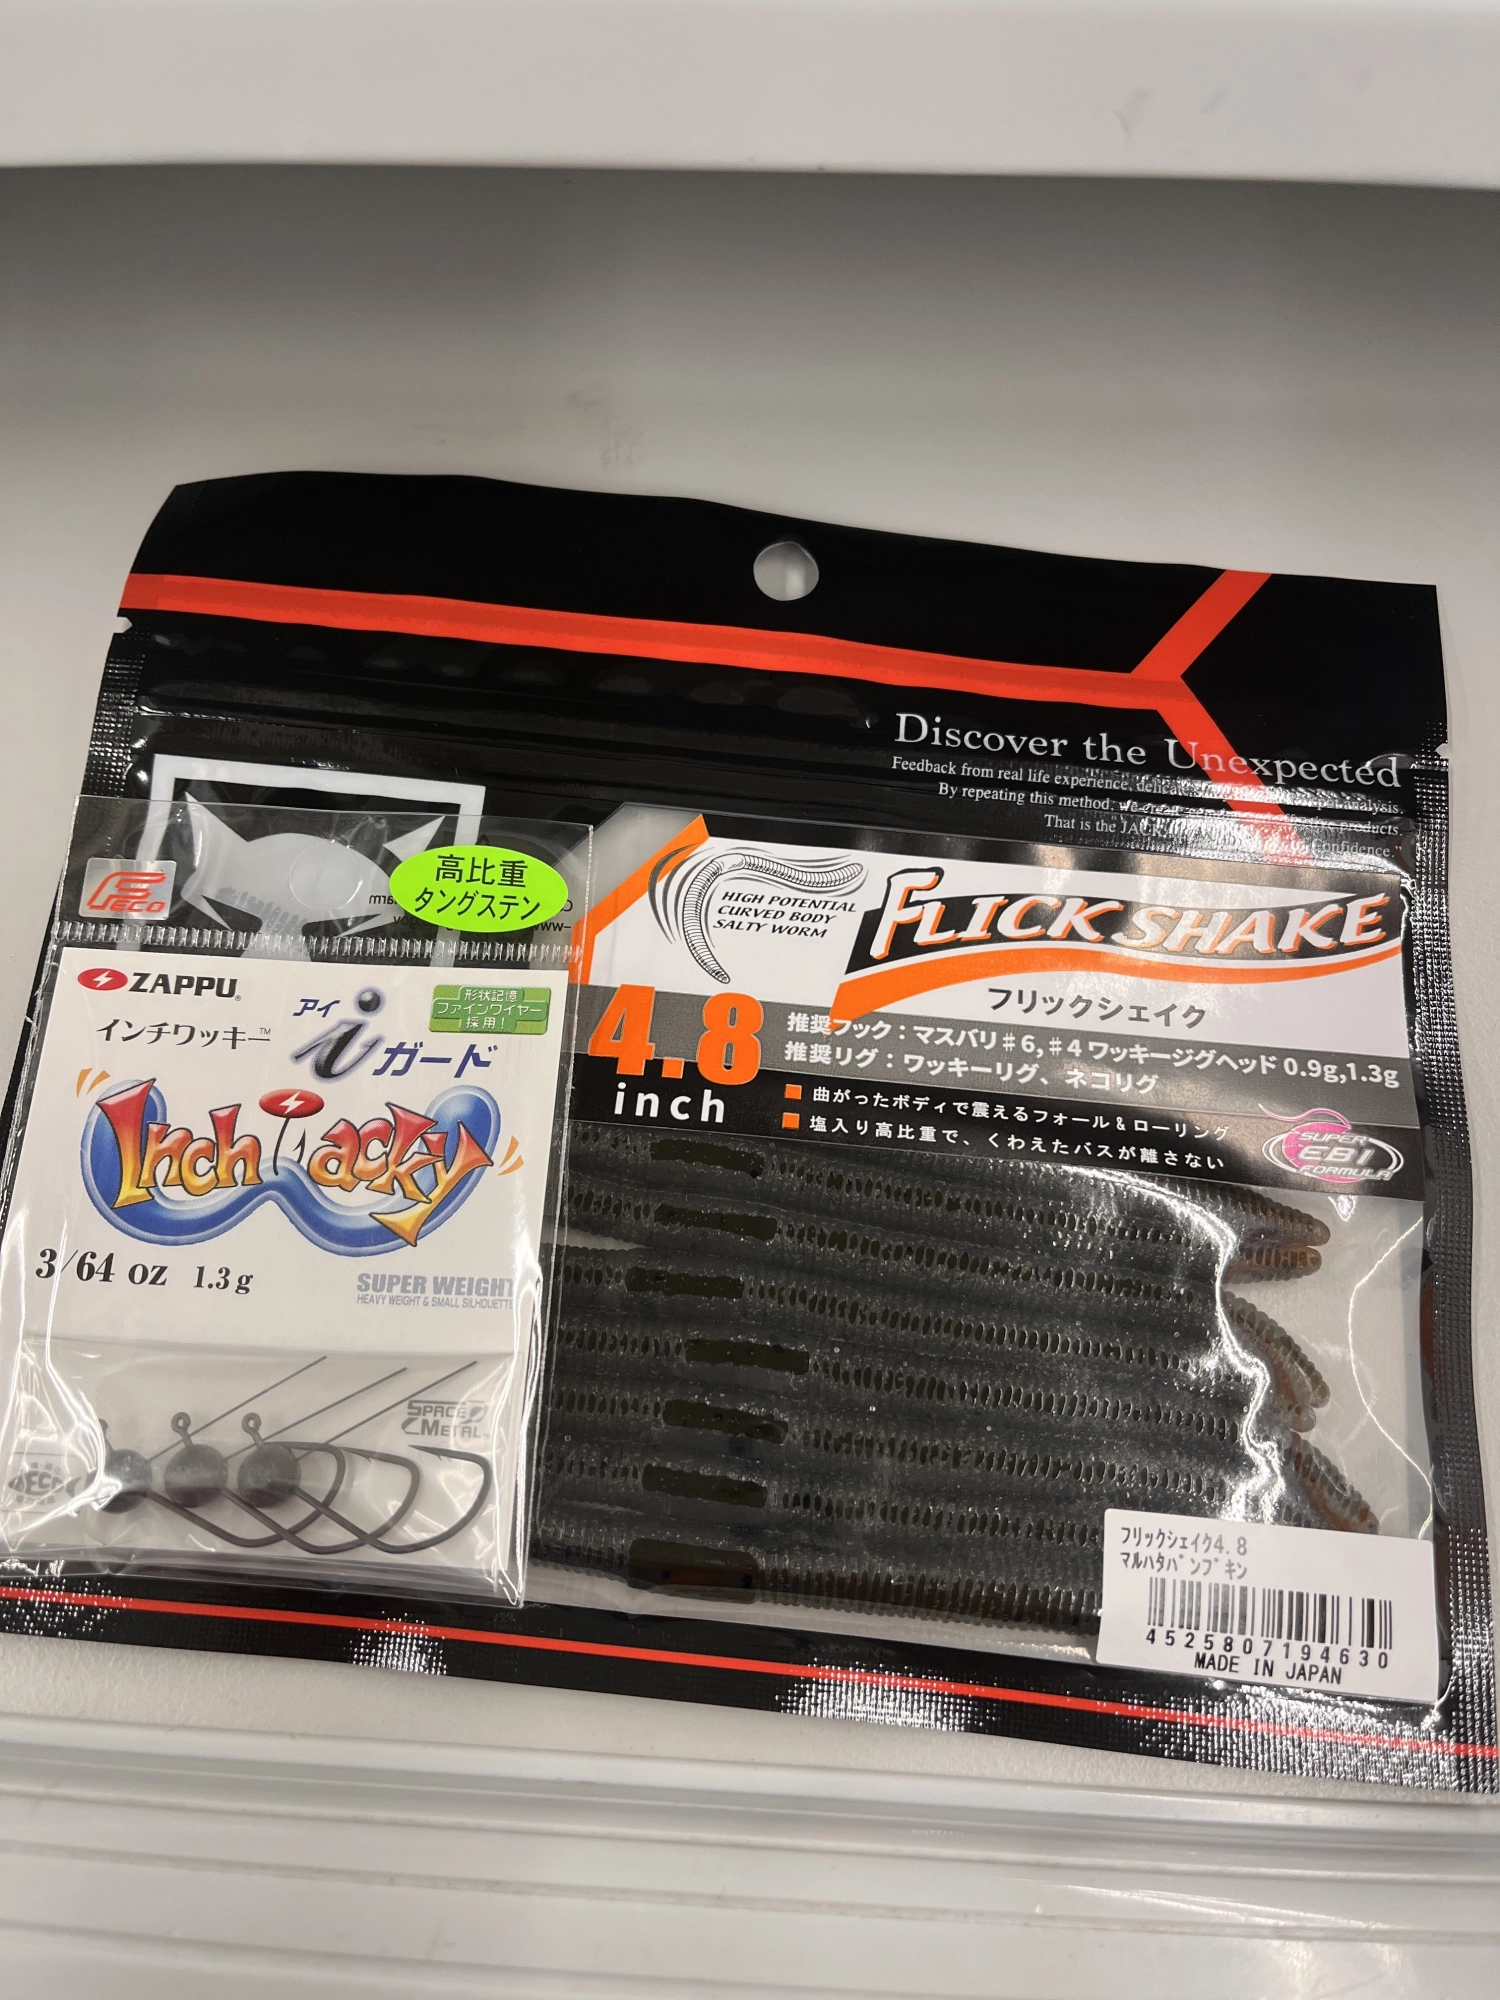 Discover the Unexpected
Feedback from real life experience,
By repeating this method,
That is the
Confidence."
HIGH POTENTIAL
CURVED BODY
SALTY WORM
FLICK SHAKE
フリックシェイク
4.8
inch
推奨フック：マスバリ#6,#4 ワッキージグヘッド 0.9g,1.3g
推奨リグ：ワッキーリグ、ネコリグ
曲がったボディで震えるフォール&ローリング
塩入り高比重で、くわえたバスが離さない
SUPER
EBI
FORMULA
FECO
高比重
タングステン
ZAPPU
インチワッキー™
アイ
iガード
形状記憶
ファインワイヤー
採用！
Inch Wacky
3/64 oz 1.3g
SUPER WEIGHT
HEAVY WEIGHT & SMALL SILHOUETTE
SPACE
METAL
フリックシェイク4.8
マルハタパンプキン
4525807194630
MADE IN JAPAN